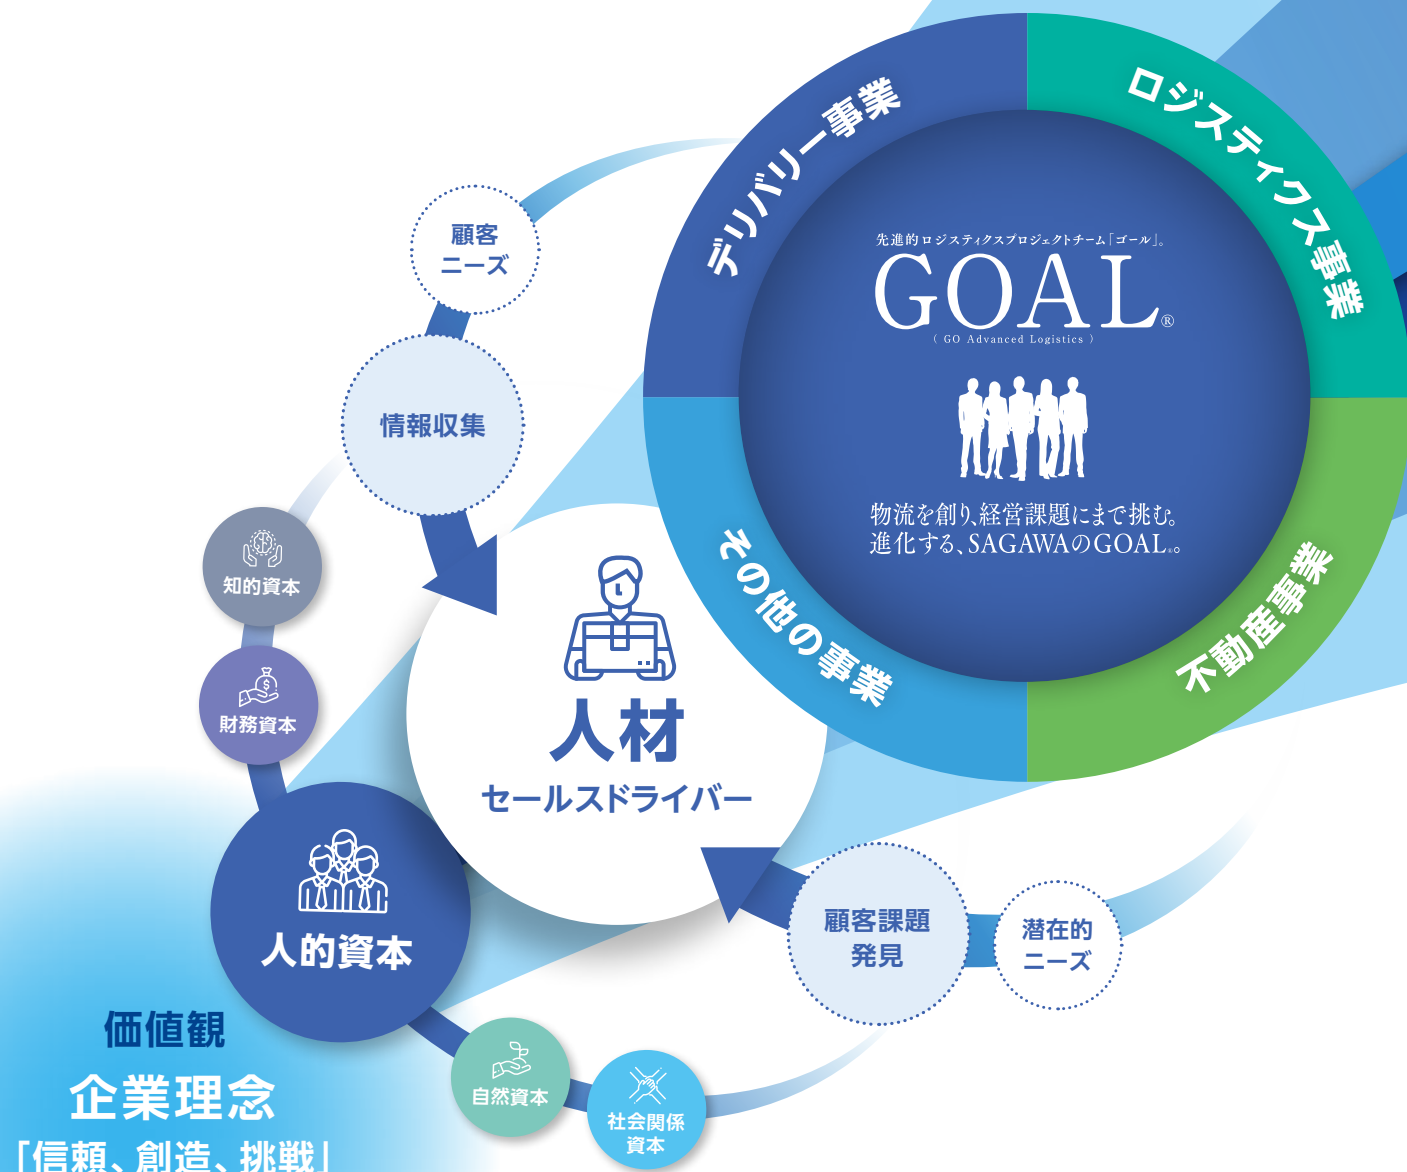 デリバリー事業
ロジスティクス事業
先進的ロジスティクスプロジェクトチーム「ゴール」。
GOAL®
( GO Advanced Logistics )
物流を創り、経営課題にまで挑む。
進化する、SAGAWAのGOAL®。
その他の事業
不動産事業
顧客
ニーズ
情報収集
知的資本
財務資本
人材
セールスドライバー
人的資本
顧客課題
発見
潜在的
ニーズ
自然資本
社会関係
資本
価値観
企業理念
「信頼、創造、挑戦」